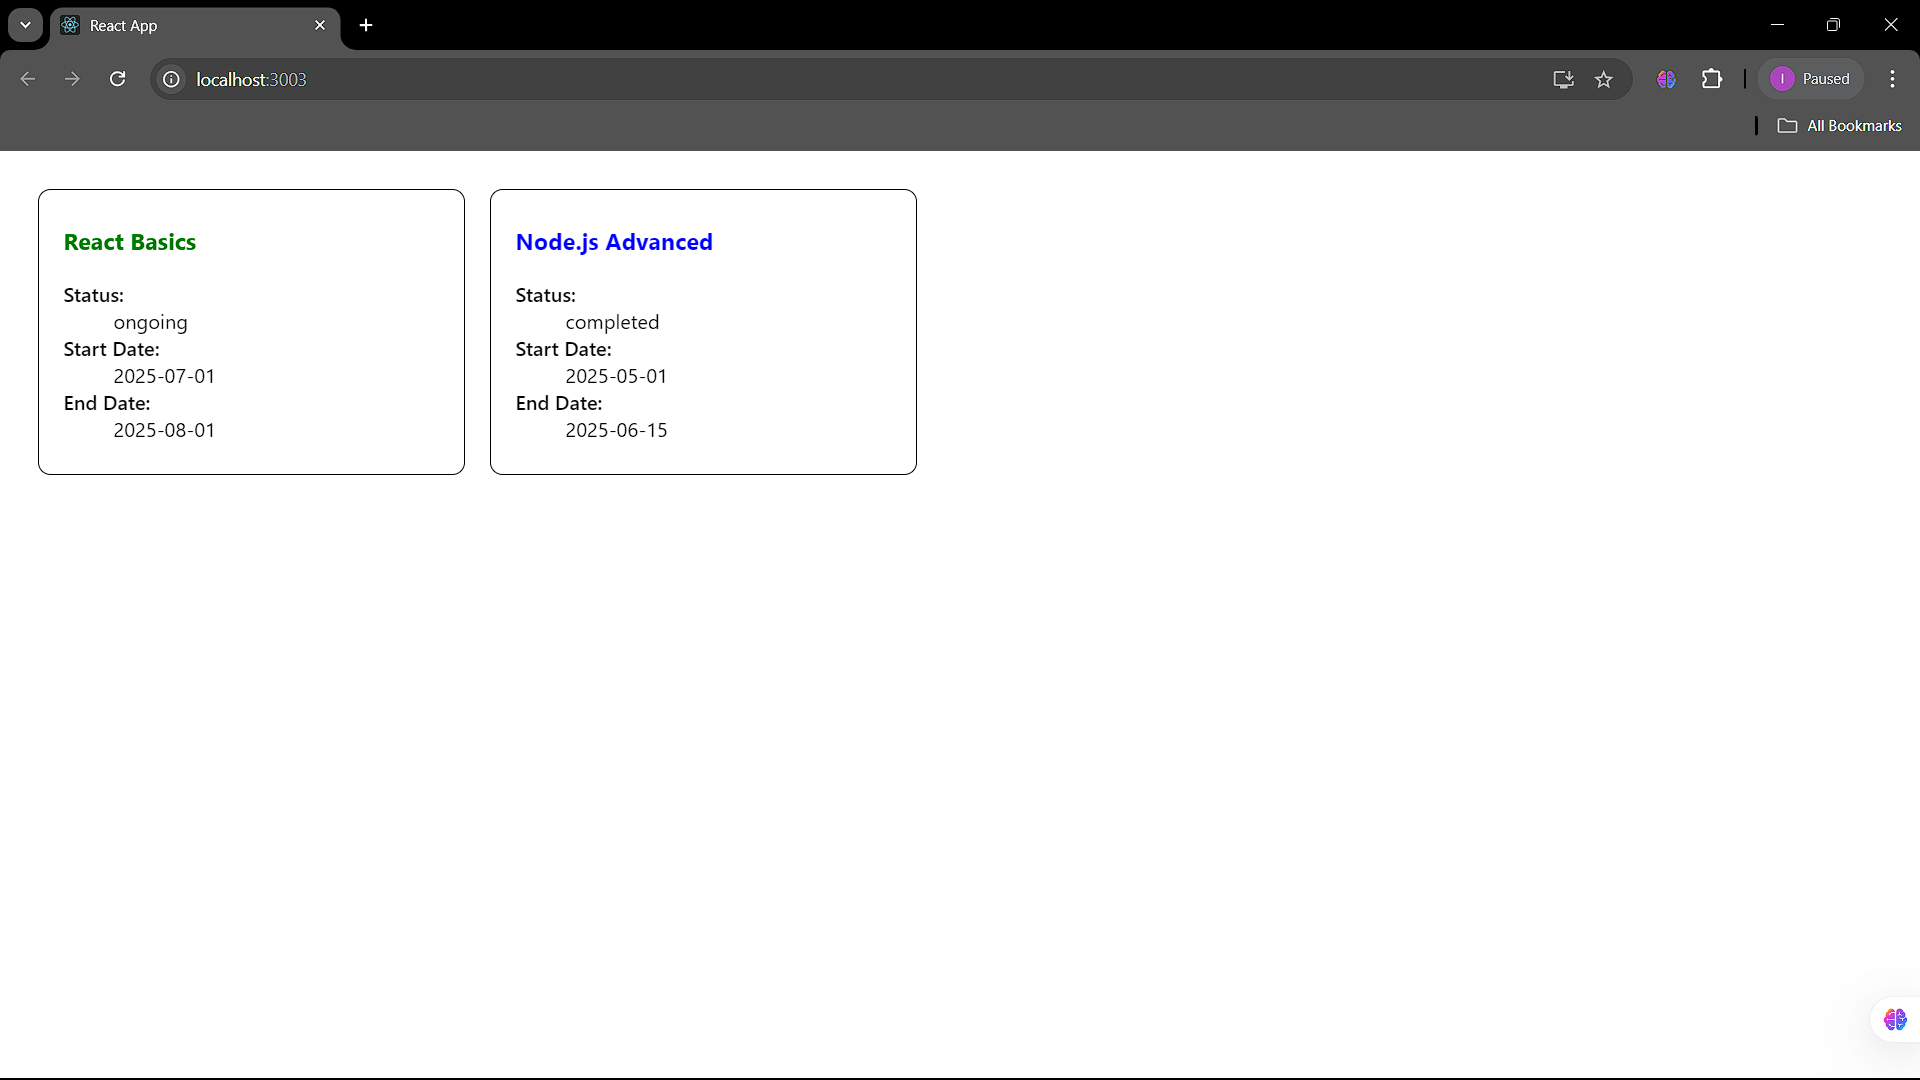 React App
localhost:3003
I Paused
All Bookmarks
React Basics
Status:
ongoing
Start Date:
2025-07-01
End Date:
2025-08-01
Node.js Advanced
Status:
completed
Start Date:
2025-05-01
End Date:
2025-06-15